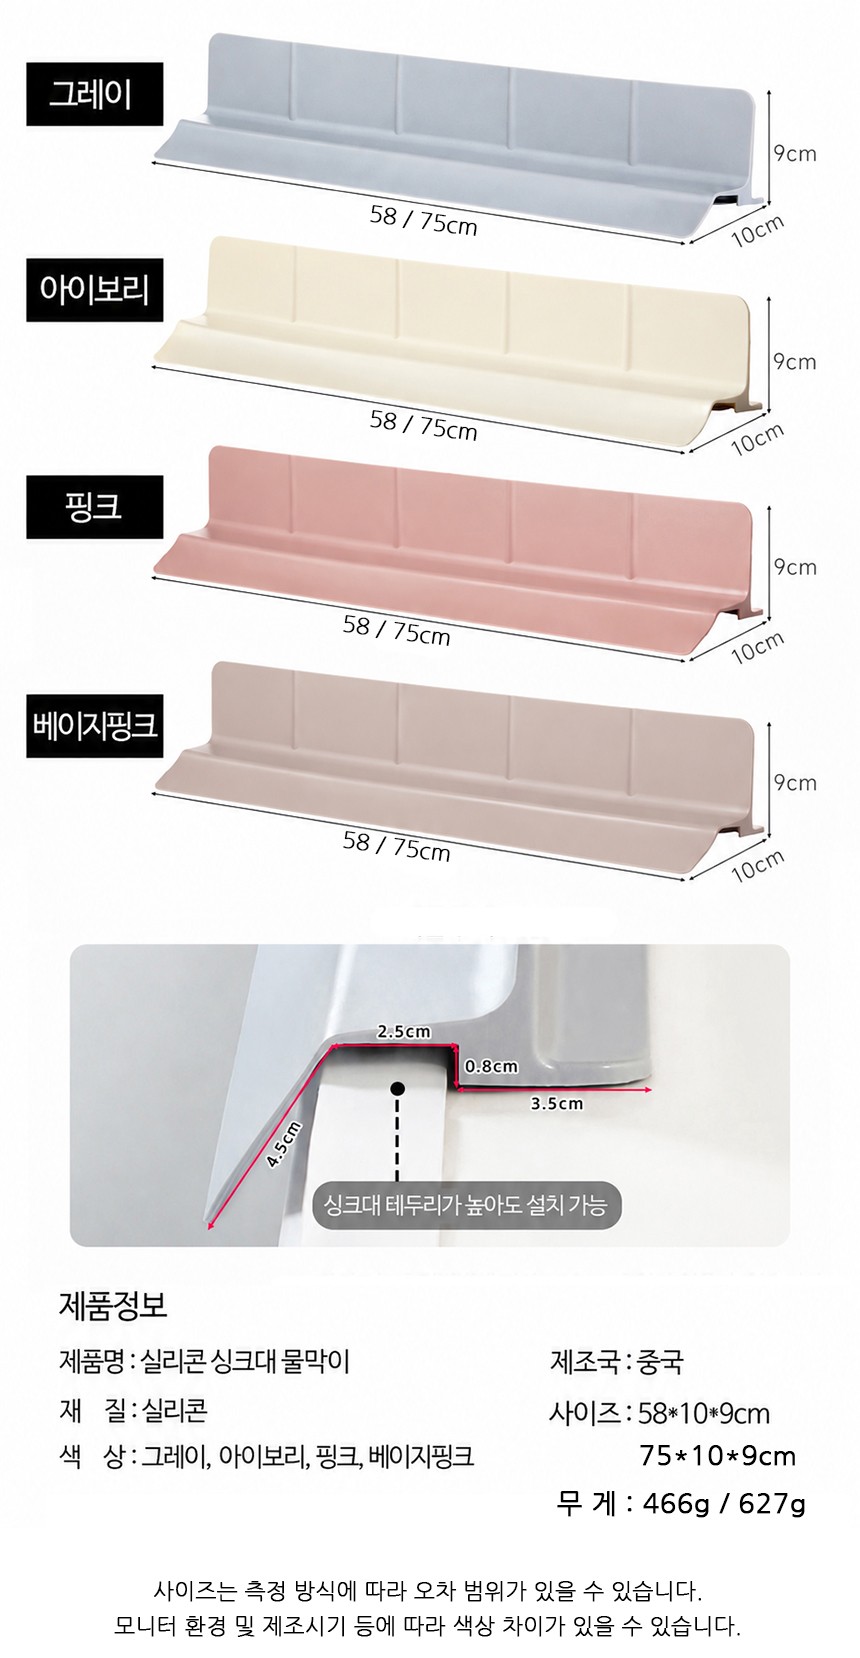 그레이
9cm
58 / 75cm
10cm
아이보리
9cm
58 / 75cm
10cm
핑크
9cm
58 / 75cm
10cm
베이지핑크
9cm
58 / 75cm
10cm
2.5cm
0.8cm
3.5cm
4.5cm
싱크대 테두리가 높아도 설치 가능
제품정보
제품명 : 실리콘 싱크대 물막이
제조국 : 중국
재 질 : 실리콘
사이즈 : 58*10*9cm
색 상 : 그레이, 아이보리, 핑크, 베이지핑크
75*10*9cm
무 게 : 466g / 627g
사이즈는 측정 방식에 따라 오차 범위가 있을 수 있습니다.
모니터 환경 및 제조시기 등에 따라 색상 차이가 있을 수 있습니다.